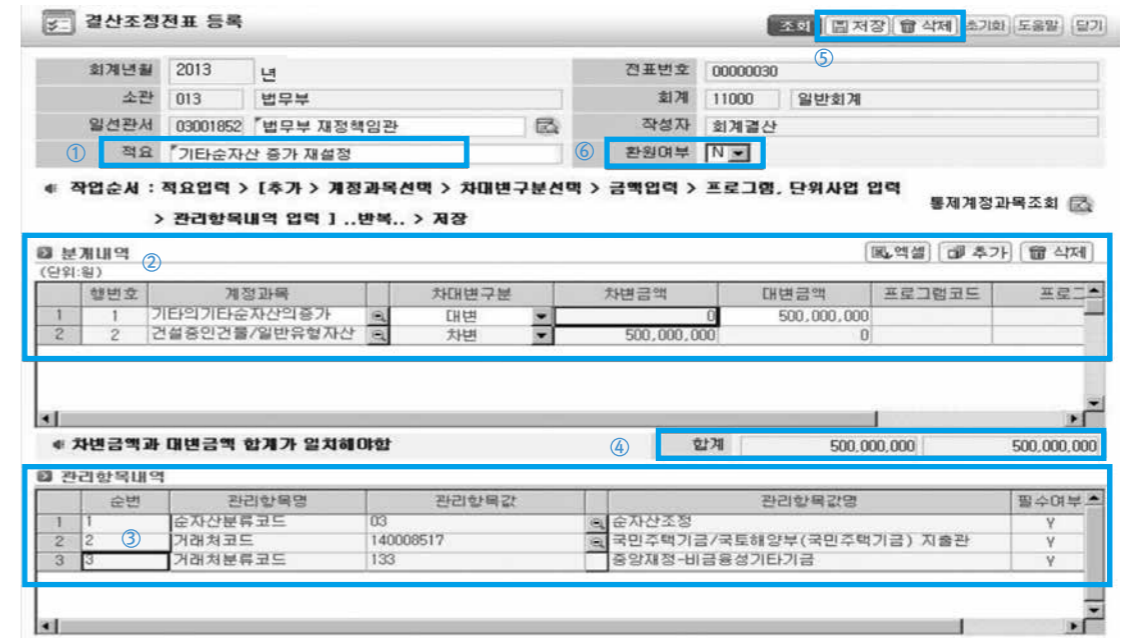 결산조정전표 등록
조회 저장 삭제 초기화 도움말 닫기
⑤
회계년월 2013 년 전표번호 00000030
소관 013 법무부 회계 11000 일반회계
일선관서 03001852 법무부 재정책임관 작성자 회계결산
① 적요 기타순자산 증가 재설정 ⑥ 환원여부 N
작업순서 : 적요입력 > [추가 > 계정과목선택 > 차대변구분선택 > 금액입력 > 프로그램, 단위사업 입력
> 관리항목내역 입력 ] ..반복.. > 저장
통제계정과목조회
분개내역 ② 엑셀 추가 삭제
(단위:원)
행번호 계정과목 차대변구분 차변금액 대변금액 프로그램코드 프로그
1 1 기타의기타순자산의증가 대변 0 500,000,000
2 2 건설중인건물/일반유형자산 차변 500,000,000 0
차변금액과 대변금액 합계가 일치해야함 ④ 합계 500,000,000 500,000,000
관리항목내역
순번 관리항목명 관리항목값 관리항목값명 필수여부
1 1 순자산분류코드 03 순자산조정 Y
2 2 ③ 거래처코드 140008517 국민주택기금/국토해양부(국민주택기금) 지출관 Y
3 3 거래처분류코드 133 중앙재정-비금융성기타기금 Y